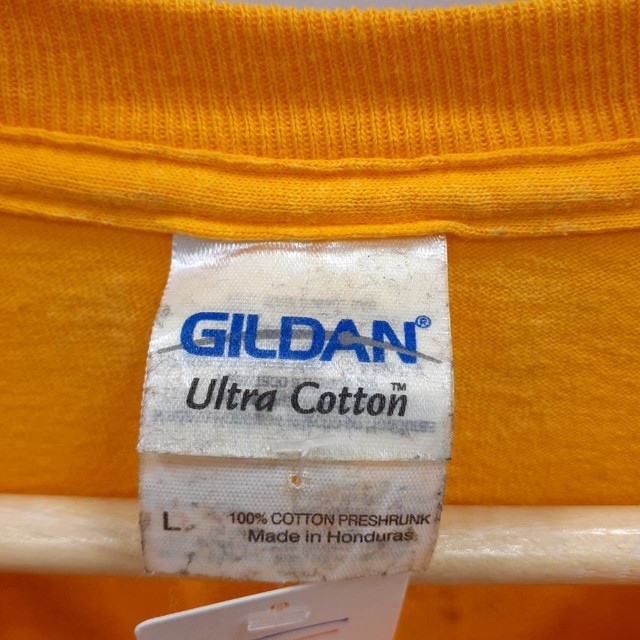 GILDAN®
Ultra Cotton™
L 100% COTTON PRESHRUNK
Made in Honduras